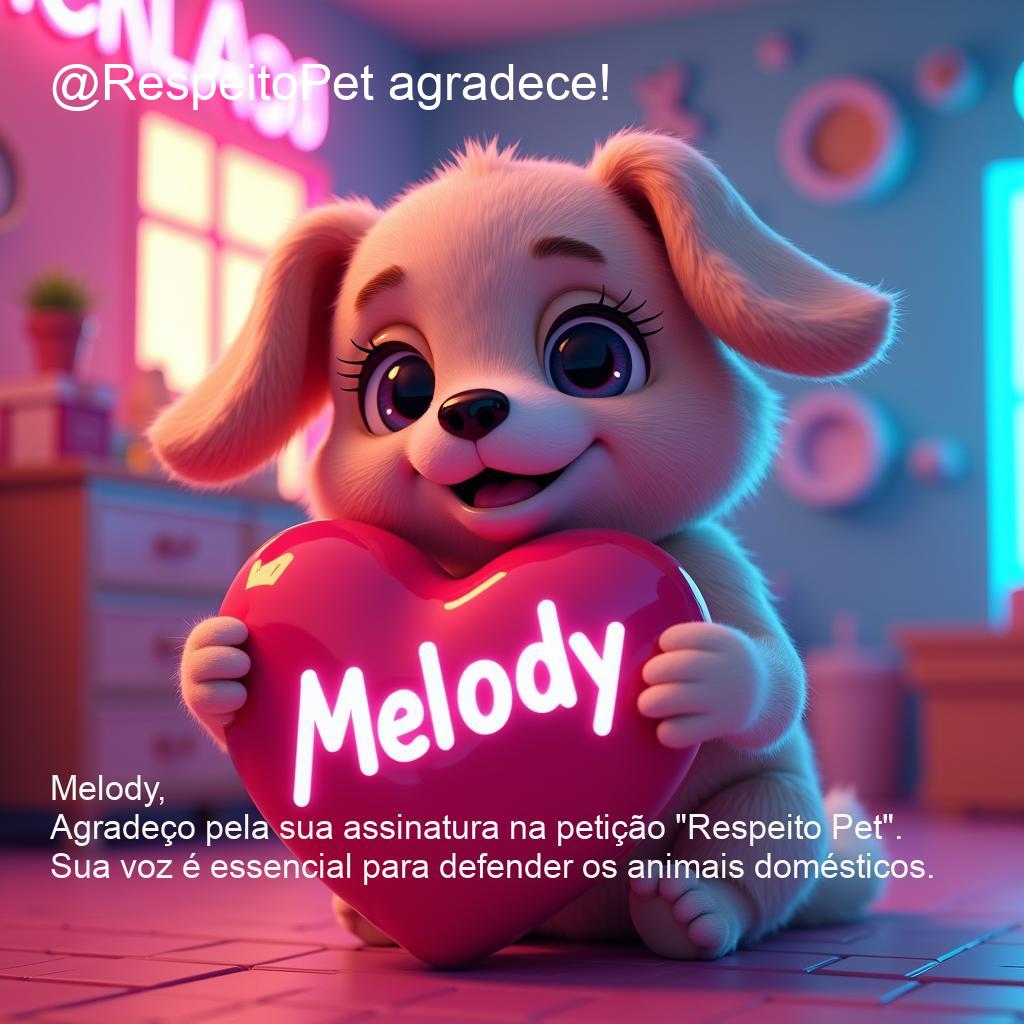 @RespeitoPet agradece!
Melody
Melody,
Agradeço pela sua assinatura na petição "Respeito Pet".
Sua voz é essencial para defender os animais domésticos.